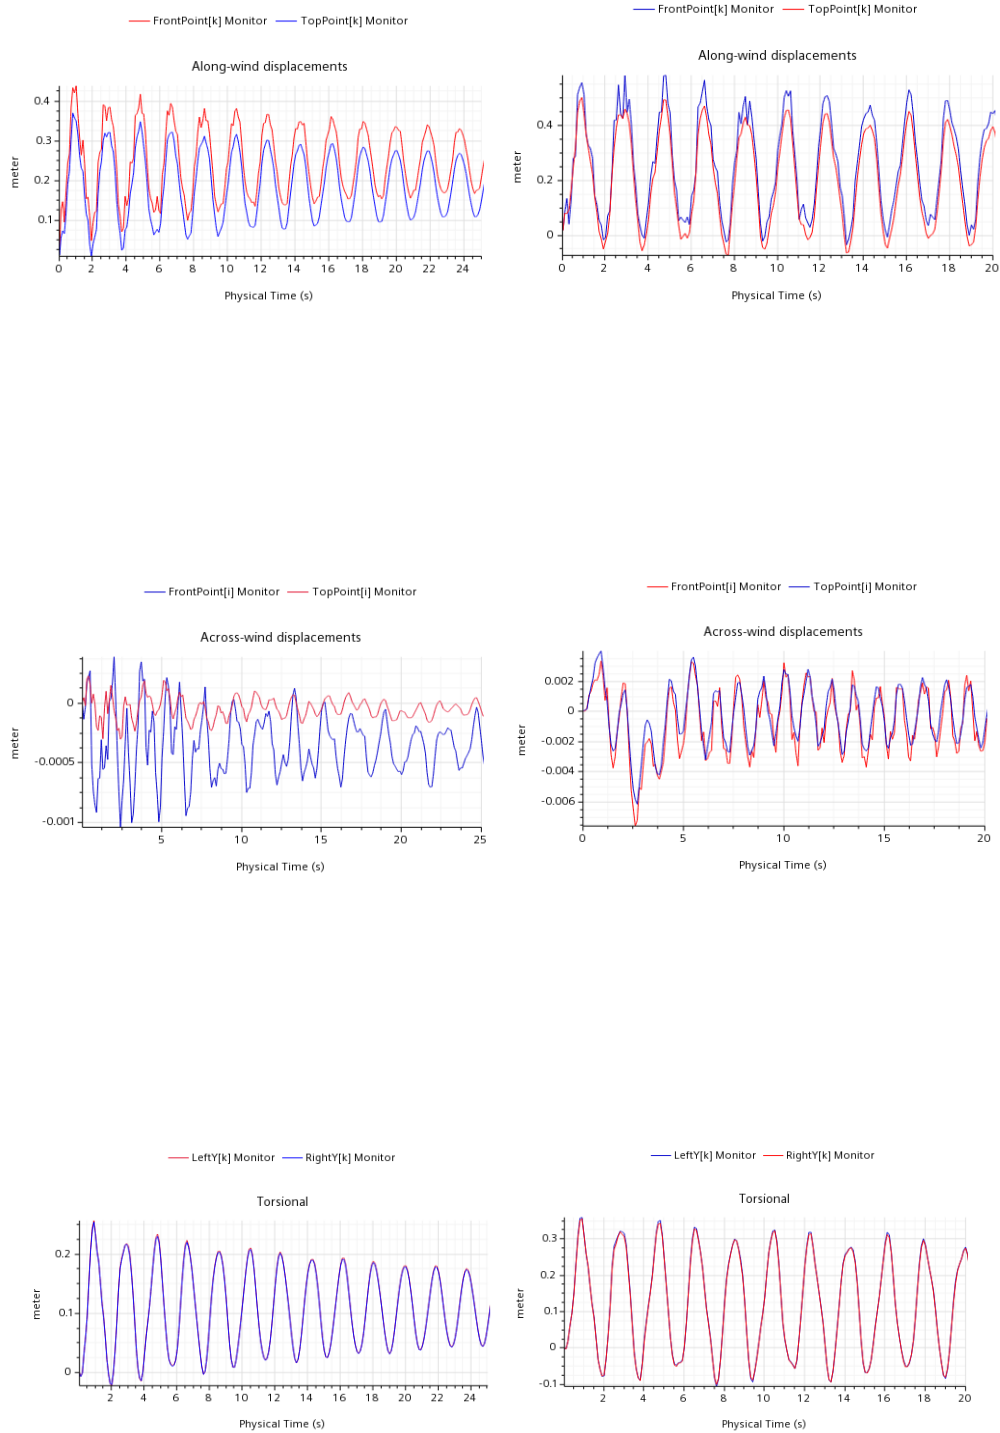 FrontPoint[k] Monitor TopPoint[k] Monitor
Along-wind displacements
0.4
0.3
0.2
0.1
meter
0 2 4 6 8 10 12 14 16 18 20 22 24
Physical Time (s)
FrontPoint[k] Monitor TopPoint[k] Monitor
Along-wind displacements
0.4
0.2
0
meter
0 2 4 6 8 10 12 14 16 18 20
Physical Time (s)
FrontPoint[i] Monitor TopPoint[i] Monitor
Across-wind displacements
0
-0.0005
-0.001
meter
5 10 15 20 25
Physical Time (s)
FrontPoint[i] Monitor TopPoint[i] Monitor
Across-wind displacements
0.002
0
-0.002
-0.004
-0.006
meter
0 5 10 15 20
Physical Time (s)
LeftY[k] Monitor RightY[k] Monitor
Torsional
0.2
0.1
0
meter
2 4 6 8 10 12 14 16 18 20 22 24
Physical Time (s)
LeftY[k] Monitor RightY[k] Monitor
Torsional
0.3
0.2
0.1
0
-0.1
meter
2 4 6 8 10 12 14 16 18 20
Physical Time (s)